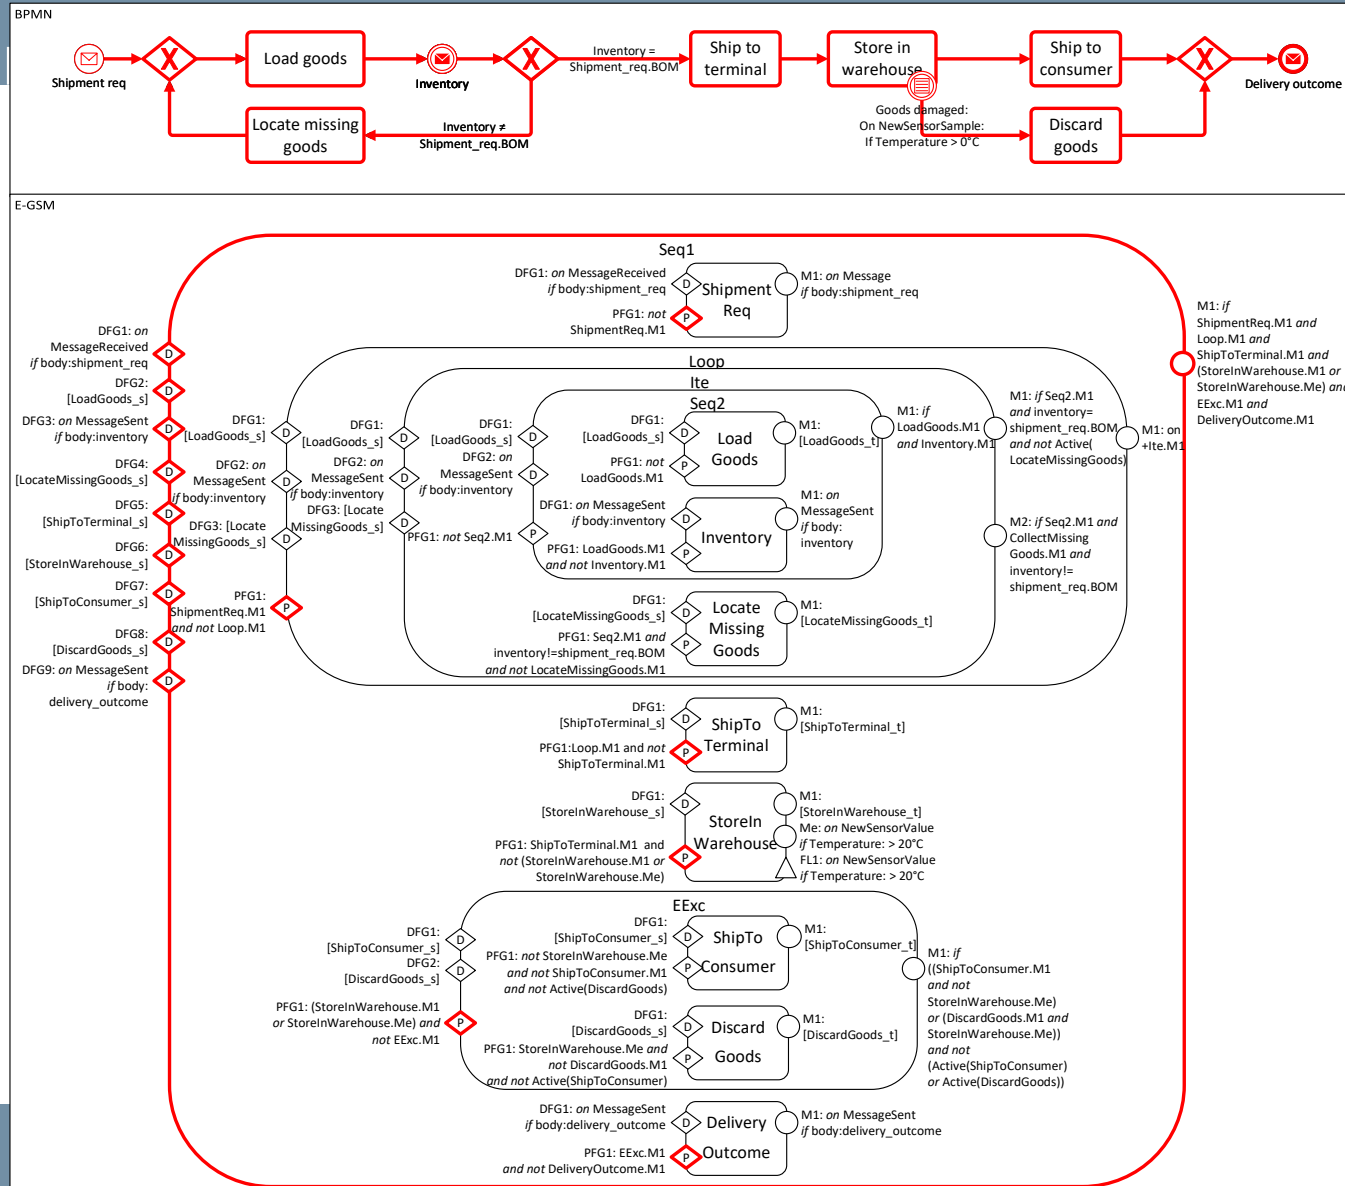 BPMN
Shipment req
Load goods
Inventory
Inventory =
Shipment_req.BOM
Ship to
terminal
Store in
warehouse
Ship to
consumer
Delivery outcome
Locate missing
goods
Inventory ≠
Shipment_req.BOM
Goods damaged:
On NewSensorSample:
If Temperature > 0°C
Discard
goods
E-GSM
Seq1
DFG1: on
MessageReceived
if body:shipment_req
DFG2:
[LoadGoods_s]
DFG3: on MessageSent
if body:inventory
DFG4:
[LocateMissingGoods_s]
DFG5:
[ShipToTerminal_s]
DFG6:
[StoreInWarehouse_s]
DFG7:
[ShipToConsumer_s]
DFG8:
[DiscardGoods_s]
DFG9: on MessageSent
if body:
delivery_outcome
M1: if
ShipmentReq.M1 and
Loop.M1 and
ShipToTerminal.M1 and
(StoreInWarehouse.M1 or
StoreInWarehouse.Me) and
EExc.M1 and
DeliveryOutcome.M1
DFG1: on MessageReceived
if body:shipment_req
PFG1: not
ShipmentReq.M1
Shipment
Req
M1: on Message
if body:shipment_req
Loop
DFG1:
[LoadGoods_s]
DFG2: on
MessageSent
if body:inventory
DFG3: [Locate
MissingGoods_s]
PFG1:
ShipmentReq.M1
and not Loop.M1
M1: on
+Ite.M1
Ite
DFG1:
[LoadGoods_s]
DFG2: on
MessageSent
if body:inventory
DFG3: [Locate
MissingGoods_s]
PFG1: not Seq2.M1
M1: if Seq2.M1
and inventory=
shipment_req.BOM
and not Active(
LocateMissingGoods)
M2: if Seq2.M1 and
CollectMissing
Goods.M1 and
inventory!=
shipment_req.BOM
Seq2
DFG1:
[LoadGoods_s]
DFG2: on
MessageSent
if body:inventory
M1: if
LoadGoods.M1
and Inventory.M1
DFG1:
[LoadGoods_s]
PFG1: not
LoadGoods.M1
Load
Goods
M1:
[LoadGoods_t]
DFG1: on MessageSent
if body:inventory
PFG1: LoadGoods.M1
and not Inventory.M1
Inventory
M1: on
MessageSent
if body:
inventory
DFG1:
[LocateMissingGoods_s]
PFG1: Seq2.M1 and
inventory!=shipment_req.BOM
and not LocateMissingGoods.M1
Locate
Missing
Goods
M1:
[LocateMissingGoods_t]
DFG1:
[ShipToTerminal_s]
PFG1:Loop.M1 and not
ShipToTerminal.M1
ShipTo
Terminal
M1:
[ShipToTerminal_t]
DFG1:
[StoreInWarehouse_s]
PFG1: ShipToTerminal.M1 and
not (StoreInWarehouse.M1 or
StoreInWarehouse.Me)
StoreIn
Warehouse
M1:
[StoreInWarehouse_t]
Me: on NewSensorValue
if Temperature: > 20°C
FL1: on NewSensorValue
if Temperature: > 20°C
EExc
DFG1:
[ShipToConsumer_s]
DFG2:
[DiscardGoods_s]
PFG1: (StoreInWarehouse.M1
or StoreInWarehouse.Me) and
not EExc.M1
DFG1:
[ShipToConsumer_s]
PFG1: not StoreInWarehouse.Me
and not ShipToConsumer.M1
and not Active(DiscardGoods)
ShipTo
Consumer
M1:
[ShipToConsumer_t]
DFG1:
[DiscardGoods_s]
PFG1: StoreInWarehouse.Me and
not DiscardGoods.M1
and not Active(ShipToConsumer)
Discard
Goods
M1:
[DiscardGoods_t]
M1: if
((ShipToConsumer.M1
and not
StoreInWarehouse.Me)
or (DiscardGoods.M1 and
StoreInWarehouse.Me))
and not
(Active(ShipToConsumer)
or Active(DiscardGoods))
DFG1: on MessageSent
if body:delivery_outcome
PFG1: EExc.M1
and not DeliveryOutcome.M1
Delivery
Outcome
M1: on MessageSent
if body:delivery_outcome